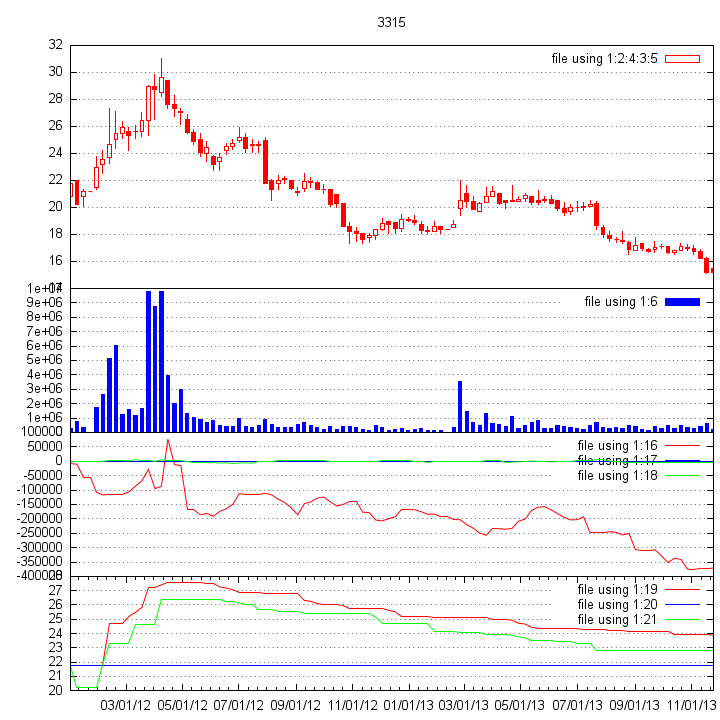 3315
32
30
28
26
24
22
20
18
16
14
file using 1:2:4:3:5
1e+07
9e+06
8e+06
7e+06
6e+06
5e+06
4e+06
3e+06
2e+06
1e+06
file using 1:6
100000
50000
0
-50000
-100000
-150000
-200000
-250000
-300000
-350000
-400000
file using 1:16
file using 1:17
file using 1:18
28
27
26
25
24
23
22
21
20
file using 1:19
file using 1:20
file using 1:21
03/01/12 05/01/12 07/01/12 09/01/12 11/01/12 01/01/13 03/01/13 05/01/13 07/01/13 09/01/13 11/01/13